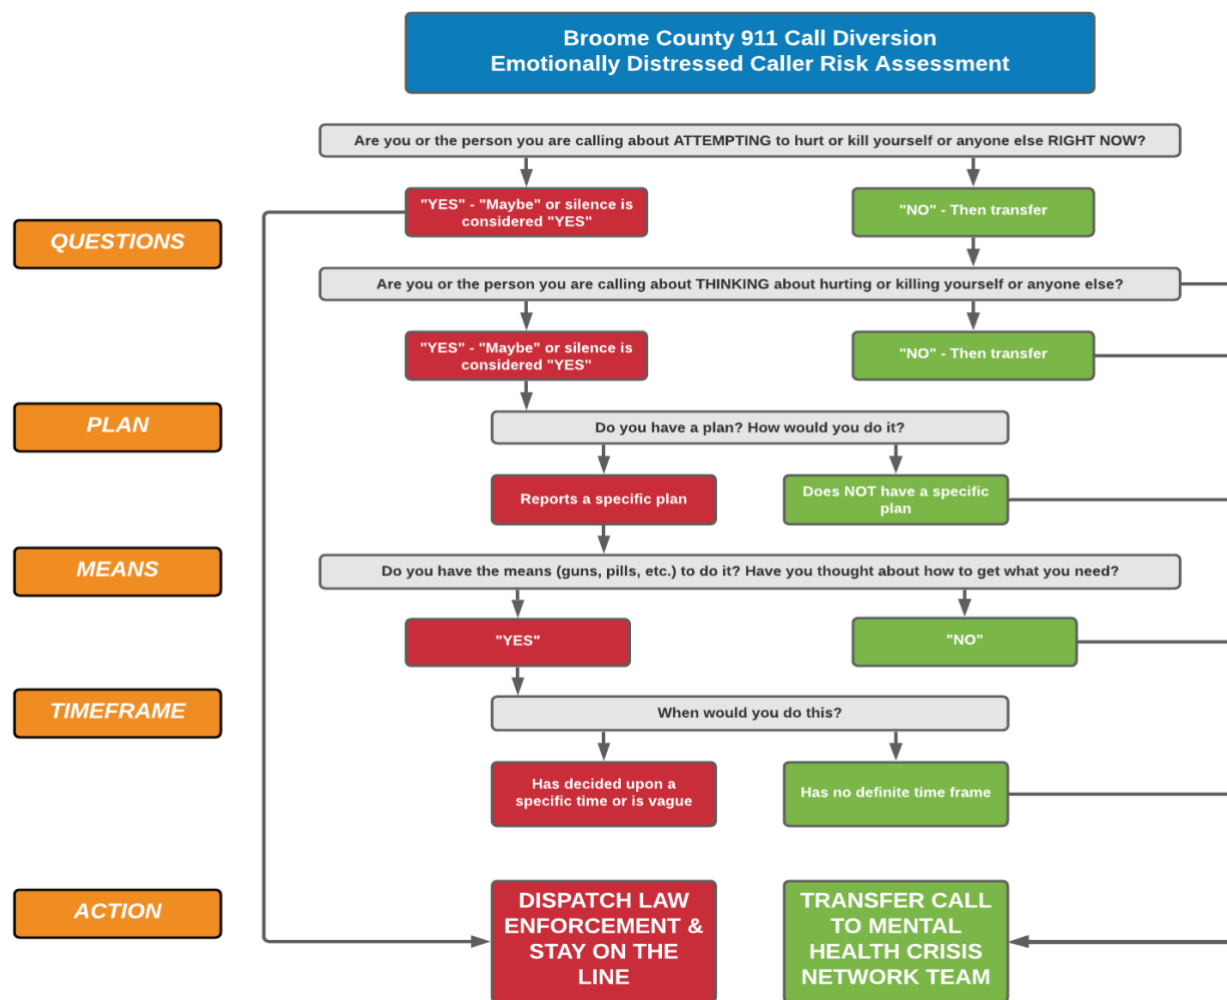 Broome County 911 Call Diversion
Emotionally Distressed Caller Risk Assessment
Are you or the person you are calling about ATTEMPTING to hurt or kill yourself or anyone else RIGHT NOW?
"YES" - "Maybe" or silence is
considered "YES"
"NO" - Then transfer
QUESTIONS
Are you or the person you are calling about THINKING about hurting or killing yourself or anyone else?
"YES" - "Maybe" or silence is
considered "YES"
"NO" - Then transfer
PLAN
Do you have a plan? How would you do it?
Reports a specific plan
Does NOT have a specific
plan
MEANS
Do you have the means (guns, pills, etc.) to do it? Have you thought about how to get what you need?
"YES"
"NO"
TIMEFRAME
When would you do this?
Has decided upon a
specific time or is vague
Has no definite time frame
ACTION
DISPATCH LAW
ENFORCEMENT &
STAY ON THE
LINE
TRANSFER CALL
TO MENTAL
HEALTH CRISIS
NETWORK TEAM